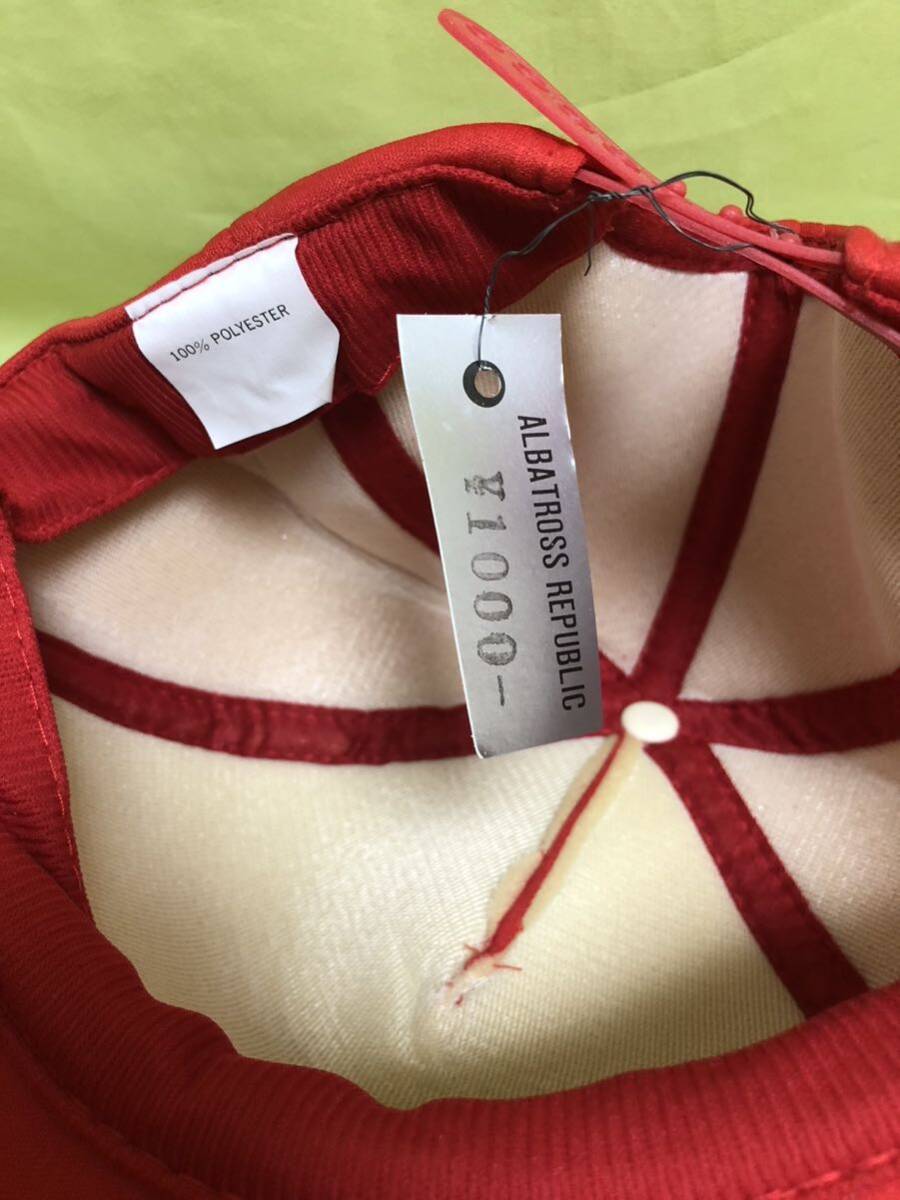 100% POLYESTER
ALBATROSS REPUBLIC
¥1000-